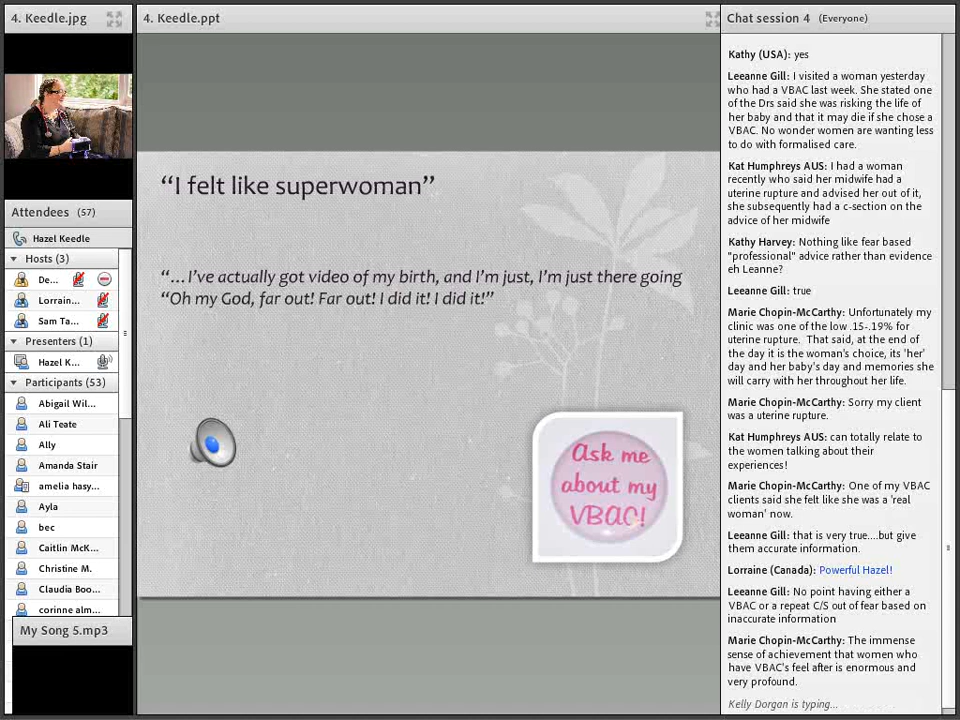 4. Keedle.jpg
Attendees (57)
Hazel Keedle
Hosts (3)
De...
Lorrain...
Sam Ta...
Presenters (1)
Hazel K...
Participants (53)
Abigail Wil...
Ali Teate
Ally
Amanda Stair
amelia hasy...
Ayla
bec
Caitlin McK...
Christine M.
Claudia Boo...
corinne alm...
My Song 5.mp3
4. Keedle.ppt
“I felt like superwoman”
“...I’ve actually got video of my birth, and I’m just, I’m just there going
“Oh my God, far out! Far out! I did it! I did it!”
Ask me
about my
VBAC!
Chat session 4 (Everyone)
Kathy (USA): yes
Leeanne Gill: I visited a woman yesterday
who had a VBAC last week. She stated one
of the Drs said she was risking the life of
her baby and that it may die if she chose a
VBAC. No wonder women are wanting less
to do with formalised care.
Kat Humphreys AUS: I had a woman
recently who said her midwife had a
uterine rupture and advised her out of it,
she subsequently had a c-section on the
advice of her midwife
Kathy Harvey: Nothing like fear based
"professional" advice rather than evidence
eh Leanne?
Leeanne Gill: true
Marie Chopin-McCarthy: Unfortunately my
clinic was one of the low .15-.19% for
uterine rupture. That said, at the end of
the day it is the woman's choice, its 'her'
day and her baby's day and memories she
will carry with her throughout her life.
Marie Chopin-McCarthy: Sorry my client
was a uterine rupture.
Kat Humphreys AUS: can totally relate to
the women talking about their
experiences!
Marie Chopin-McCarthy: One of my VBAC
clients said she felt like she was a 'real
woman' now.
Leeanne Gill: that is very true....but give
them accurate information.
Lorraine (Canada): Powerful Hazel!
Leeanne Gill: No point having either a
VBAC or a repeat C/S out of fear based on
inaccurate information
Marie Chopin-McCarthy: The immense
sense of achievement that women who
have VBAC's feel after is enormous and
very profound.
Kelly Dorgan is typing...